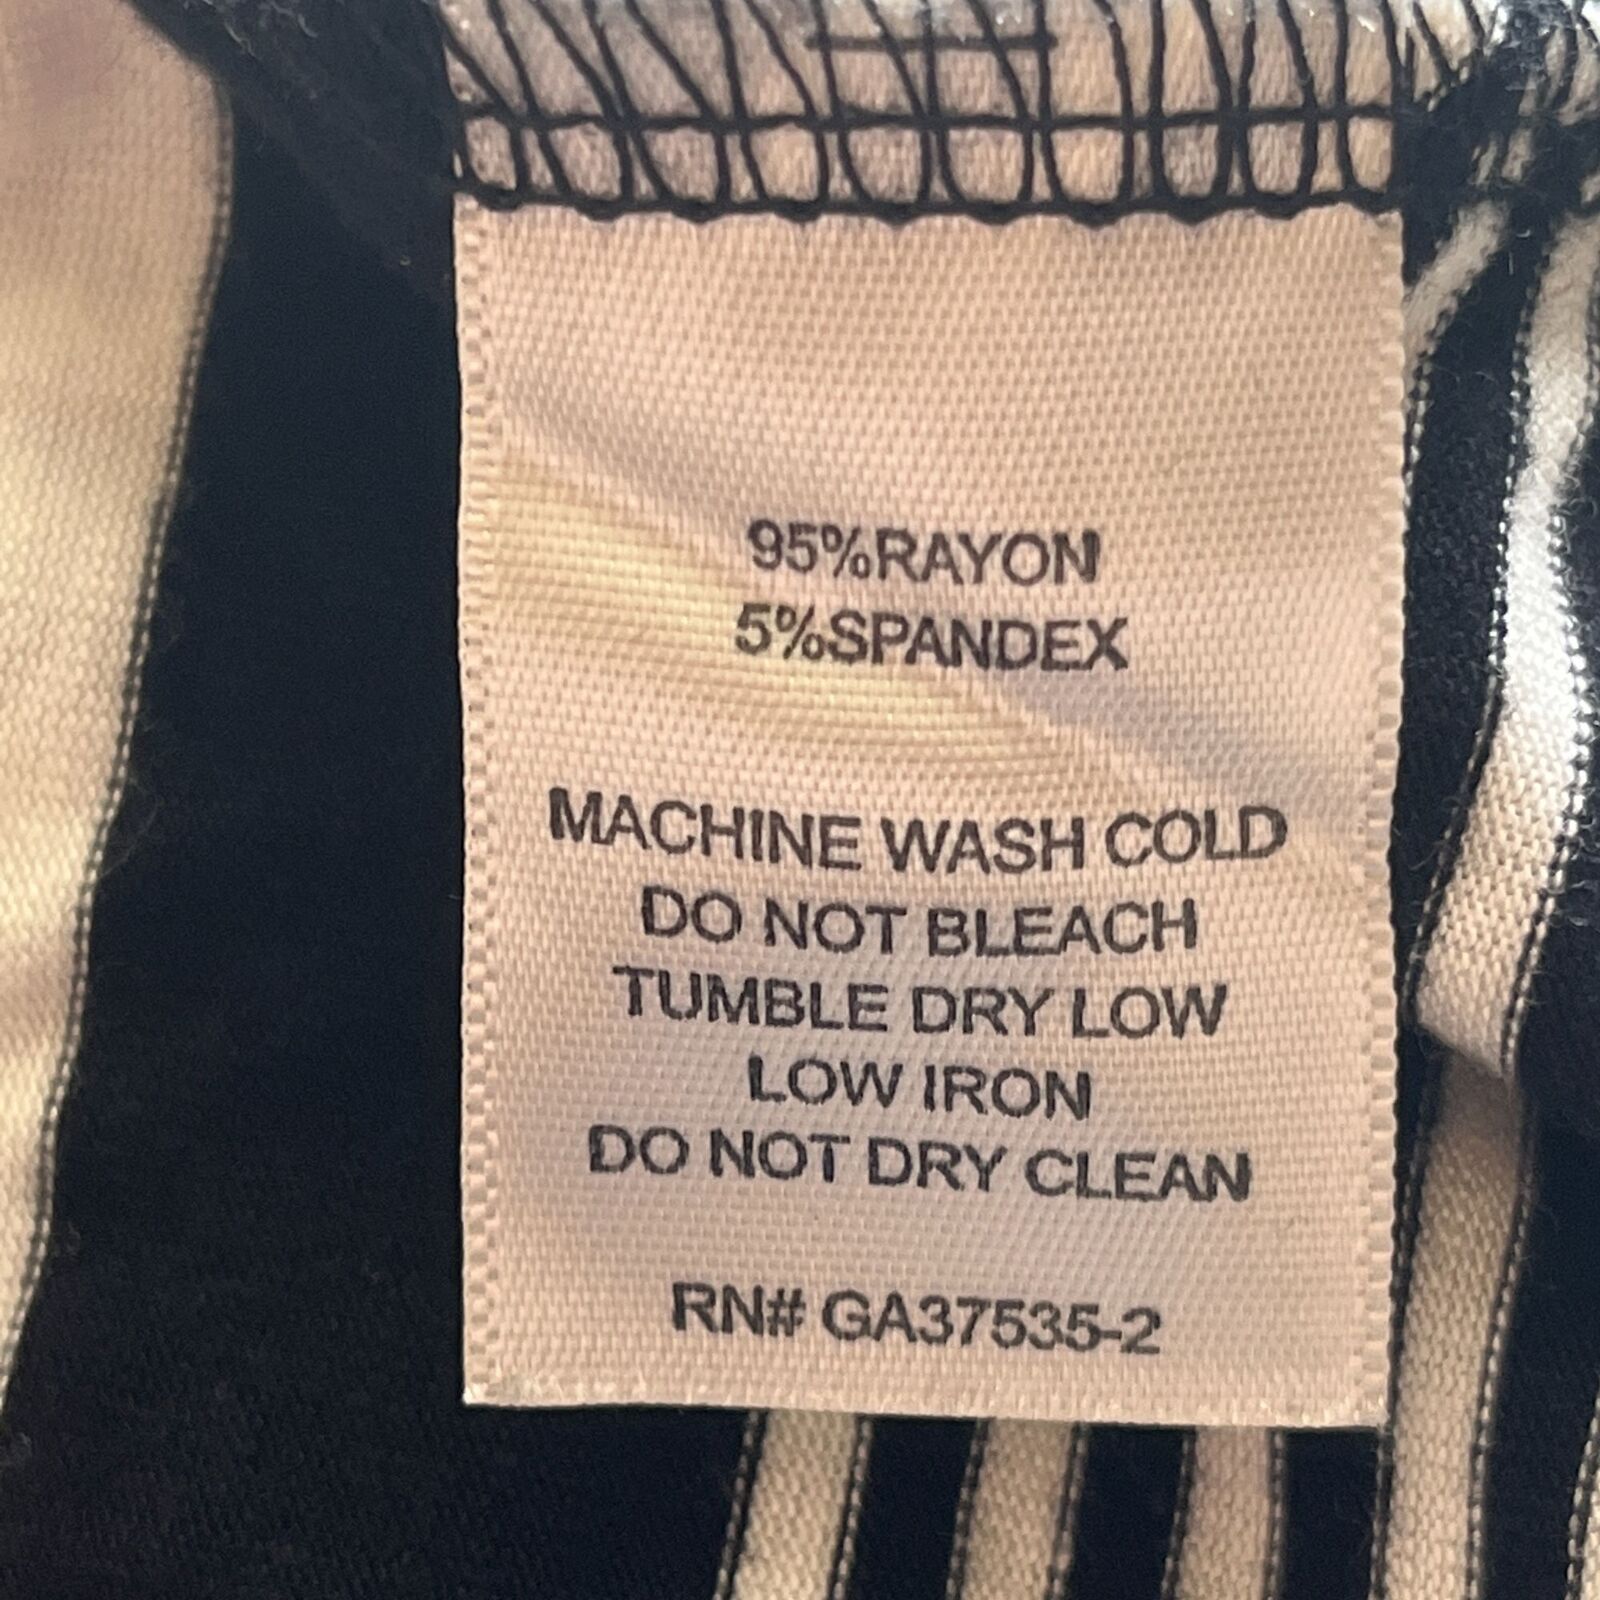 95%RAYON
5%SPANDEX
MACHINE WASH COLD
DO NOT BLEACH
TUMBLE DRY LOW
LOW IRON
DO NOT DRY CLEAN
RN# GA37535-2